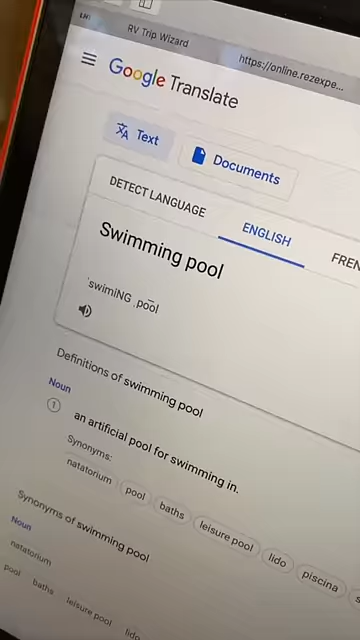 RV Trip Wizard
https://online.rezexpe...
Google Translate
Text
Documents
DETECT LANGUAGE
ENGLISH
Swimming pool
ˈswimiNG ˌpo͞ol
Definitions of swimming pool
Noun
1
an artificial pool for swimming in.
Synonyms:
natatorium pool baths leisure pool lido piscina
Synonyms of swimming pool
Noun
natatorium
pool baths leisure pool lido